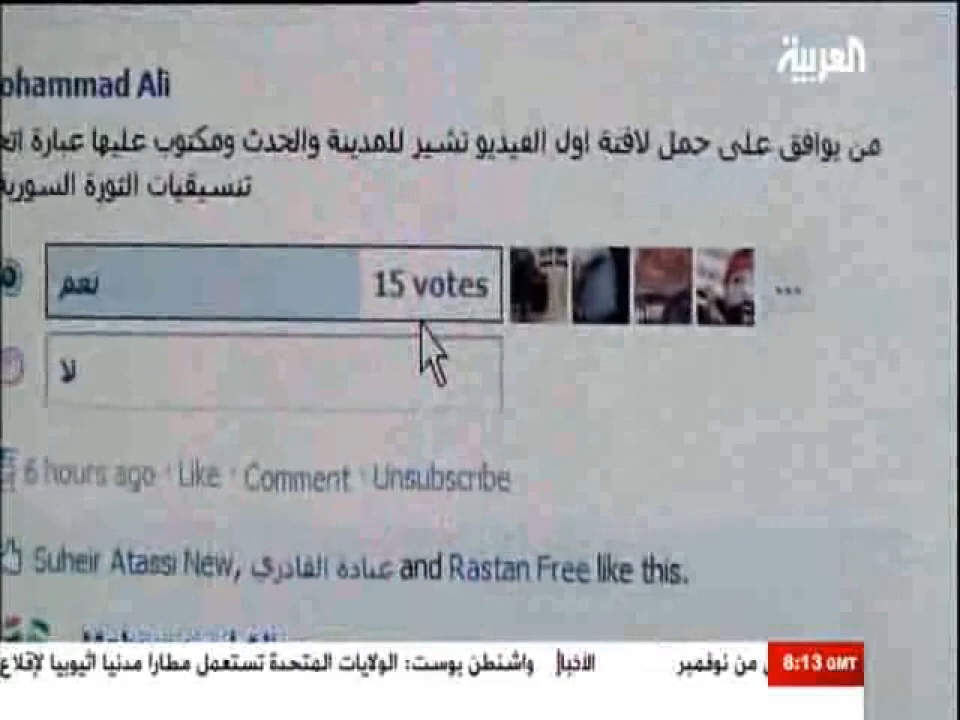 العربية
ohammad Ali
من يوافق على حمل لافتة اول الفيديو تشير للمدينة والحدث ومكتوب عليها عبارة اتح
تنسيقيات الثورة السورية
نعم 15 votes
...
لا
6 hours ago · Like · Comment · Unsubscribe
Suheir Atassi New, عبادة القادري and Rastan Free like this.
8:13 GMT من نوفمبر الأخبار واشنطن بوست: الولايات المتحدة تستعمل مطارا مدنيا اثيوبيا لإقلاع